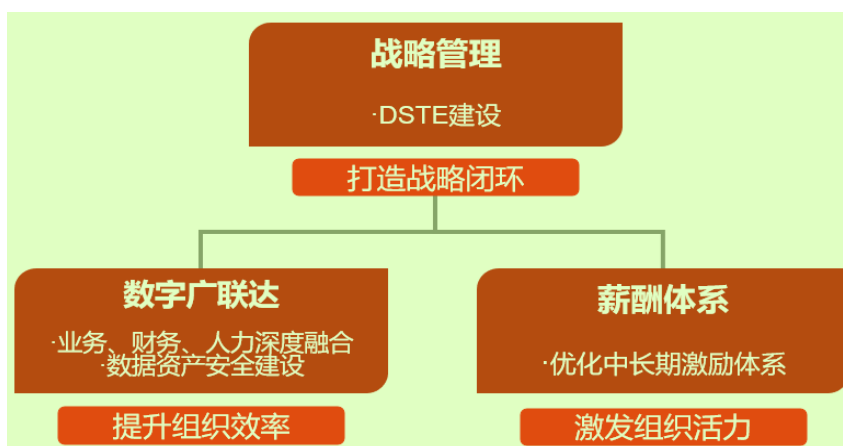 战略管理
·DSTE建设
打造战略闭环
数字广联达
·业务、财务、人力深度融合
·数据资产安全建设
提升组织效率
薪酬体系
·优化中长期激励体系
激发组织活力